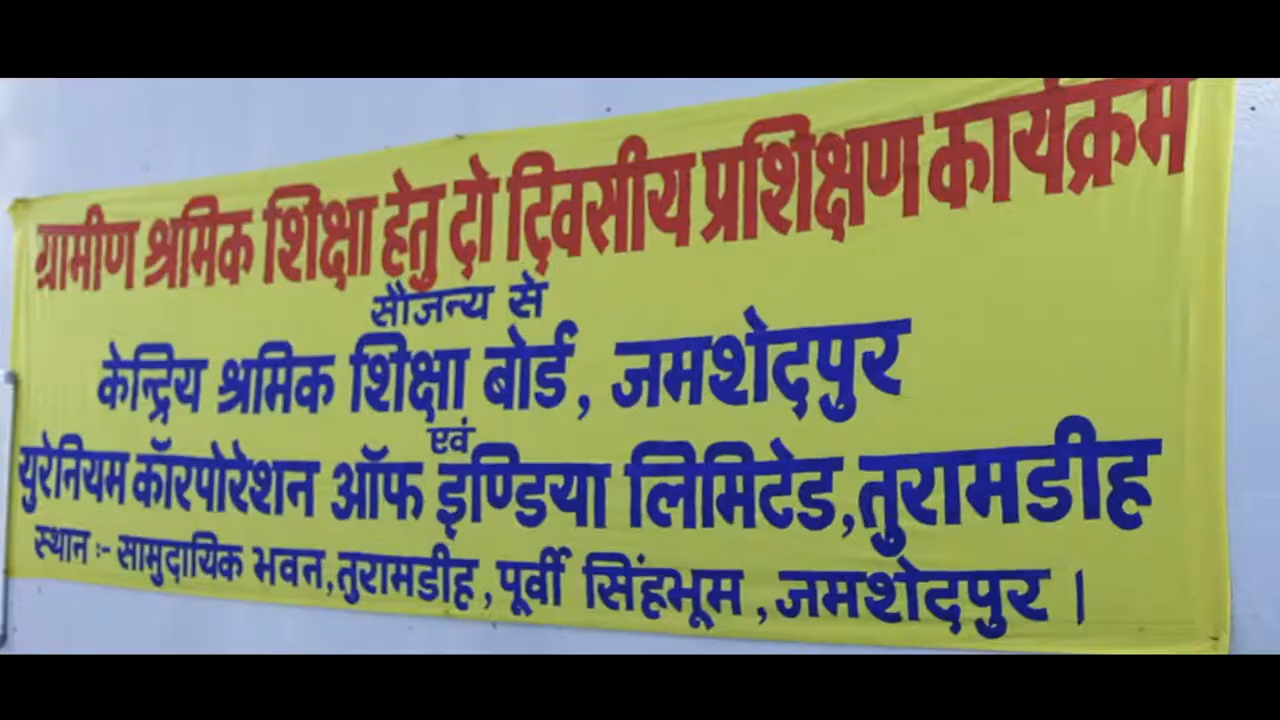 ग्रामीण श्रमिक शिक्षा हेतु दो दिवसीय प्रशिक्षण कार्यक्रम
सौजन्य से
केन्द्रिय श्रमिक शिक्षा बोर्ड, जमशेदपुर
एवं
युरेनियम कॉरपोरेशन ऑफ इण्डिया लिमिटेड,तुरामडीह
स्थान :- सामुदायिक भवन,तुरामडीह,पूर्वी सिंहभूम,जमशेदपुर।